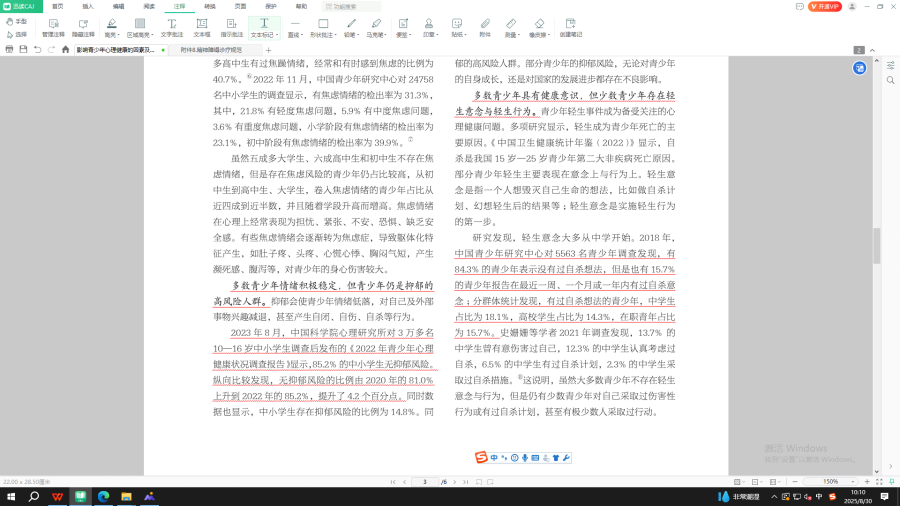 迅读CAJ
首页 插入 编辑 阅读 注释 转换 页面 保护 帮助 功能搜索
开通VIP
手型
选择
管理注释 隐藏注释 高亮 区域高亮 文字批注 文本框 指示批注 文本标记 直线 形状批注 铅笔 马克笔 便签 图章 贴纸 附件 测量 橡皮擦 创建笔记
影响青少年心理健康的因素及...
附件8.精神障碍诊疗规范
2
多高中生有过焦躁情绪，经常和有时感到焦虑的比例为
40.7%。⑥2022 年 11 月，中国青少年研究中心对 24758
名中小学生的调查显示，有焦虑情绪的检出率为 31.3%，
其中，21.8% 有轻度焦虑问题，5.9% 有中度焦虑问题，
3.6% 有重度焦虑问题，小学阶段有焦虑情绪的检出率为
23.1%，初中阶段有焦虑情绪的检出率为 39.9%。⑦
虽然五成多大学生、六成高中生和初中生不存在焦
虑情绪，但是存在焦虑风险的青少年仍占比较高，从初
中生到高中生、大学生，卷入焦虑情绪的青少年占比从
近四成到近半数，并且随着学段升高而增高。焦虑情绪
在心理上经常表现为担忧、紧张、不安、恐惧、缺乏安
全感。有些焦虑情绪会逐渐转为焦虑症，导致躯体化特
征产生，如肚子疼、头疼、心慌心悸、胸闷气短，产生
濒死感、腹泻等，对青少年的身心伤害较大。
多数青少年情绪积极稳定，但青少年仍是抑郁的
高风险人群。抑郁会使青少年情绪低落，对自己及外部
事物兴趣减退，甚至产生自闭、自伤、自杀等行为。
2023 年 8 月，中国科学院心理研究所对 3 万多名
10—16 岁中小学生调查后发布的《2022 年青少年心理
健康状况调查报告》显示，85.2% 的中小学生无抑郁风险。
纵向比较发现，无抑郁风险的比例由 2020 年的 81.0%
上升到 2022 年的 85.2%，提升了 4.2 个百分点。同时数
据也显示，中小学生存在抑郁风险的比例为 14.8%。同
郁的高风险人群。部分青少年的抑郁风险，无论对青少年
的自身成长，还是对国家的发展进步都存在不良影响。
多数青少年具有健康意识，但少数青少年存在轻
生意念与轻生行为。青少年轻生事件成为备受关注的心
理健康问题。多项研究显示，轻生成为青少年死亡的主
要原因。《中国卫生健康统计年鉴（2022）》显示，自
杀是我国 15 岁—25 岁青少年第二大非疾病死亡原因。
部分青少年轻生主要表现在意念上与行为上。轻生意
念是指一个人想毁灭自己生命的想法，比如做自杀计
划、幻想轻生后的结果等；轻生意念是实施轻生行为
的第一步。
研究发现，轻生意念大多从中学开始。2018 年，
中国青少年研究中心对 5563 名青少年调查发现，有
84.3% 的青少年表示没有过自杀想法，但是也有 15.7%
的青少年报告在最近一周、一个月或一年内有过自杀意
念；分群体统计发现，有过自杀想法的青少年，中学生
占比为 18.1%，高校学生占比为 14.3%，在职青年占比
为 15.7%。史姗姗等学者 2021 年调查发现，13.7% 的
中学生曾有意伤害过自己，12.3% 的中学生认真考虑过
自杀，6.5% 的中学生有过自杀计划，2.3% 的中学生采
取过自杀措施。⑧这说明，虽然大多数青少年不存在轻生
意念与行为，但是仍有少数青少年对自己采取过伤害性
行为或有过自杀计划，甚至有极少数人采取过行动。
中
激活 Windows
转到"设置"以激活 Windows。
22.00 x 28.50厘米
3 /6
150%
非常潮湿
中
10:10
2025/8/30